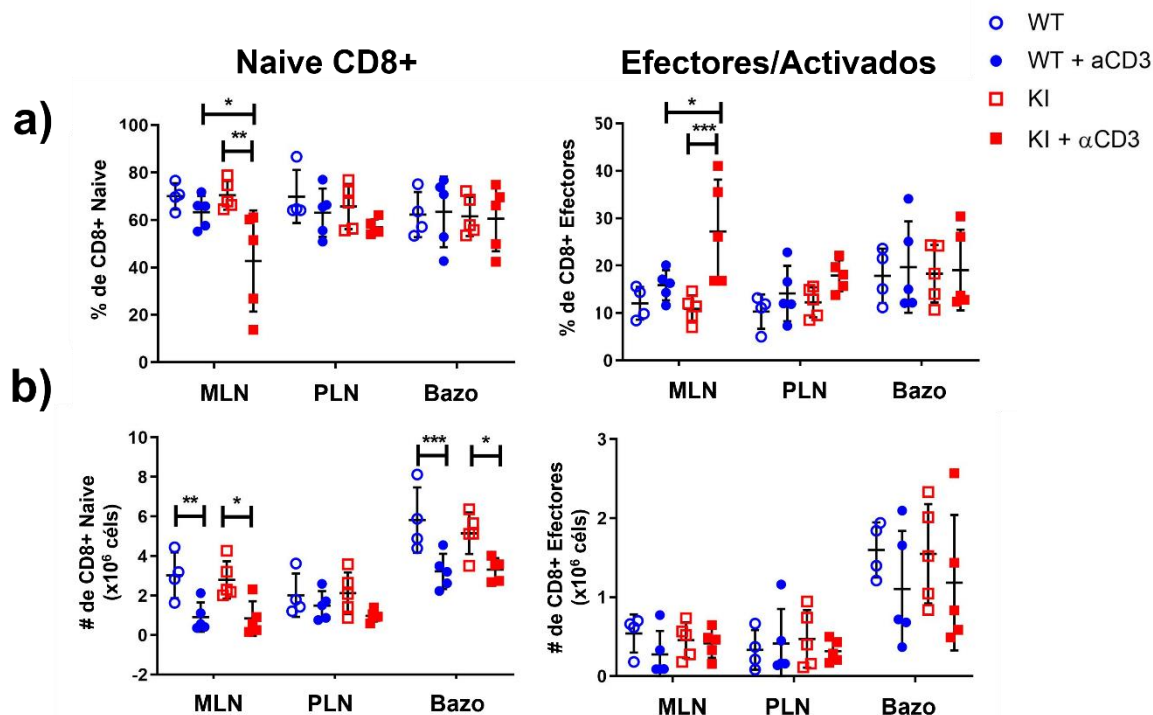 WT
WT + aCD3
KI
KI + αCD3
Naive CD8+
Efectores/Activados
a)
% de CD8+ Naive
100
80
60
40
20
0
*
**
MLN
PLN
Bazo
% de CD8+ Efectores
50
40
30
20
10
0
*
***
MLN
PLN
Bazo
b)
# de CD8+ Naive
(x10⁶ céls)
10
8
6
4
2
0
-2
**
*
***
*
MLN
PLN
Bazo
# de CD8+ Efectores
(x10⁶ céls)
3
2
1
0
MLN
PLN
Bazo